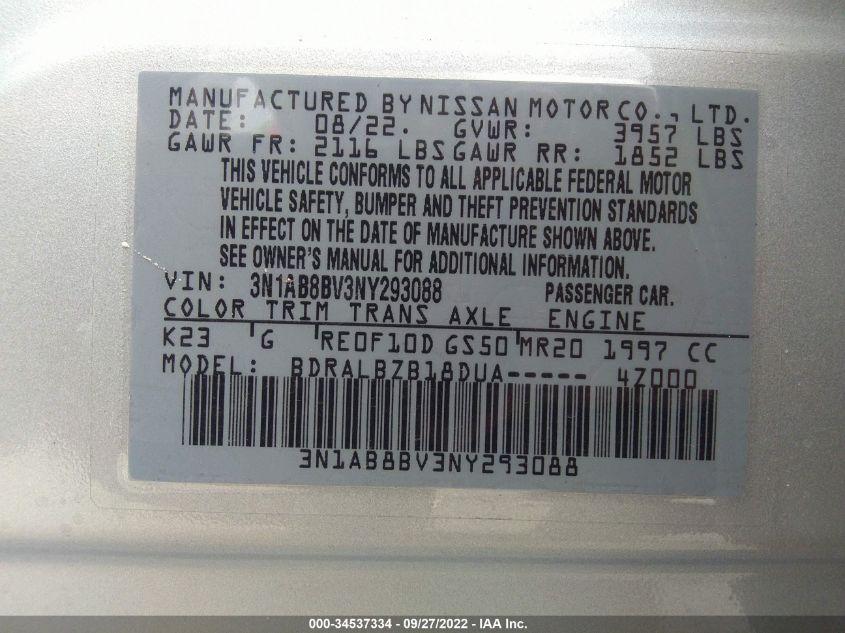 MANUFACTURED BY NISSAN MOTOR CO., LTD.
DATE: 08/22. GVWR: 3957 LBS
GAWR FR: 2116 LBS GAWR RR: 1852 LBS
THIS VEHICLE CONFORMS TO ALL APPLICABLE FEDERAL MOTOR
VEHICLE SAFETY, BUMPER AND THEFT PREVENTION STANDARDS
IN EFFECT ON THE DATE OF MANUFACTURE SHOWN ABOVE.
SEE OWNER'S MANUAL FOR ADDITIONAL INFORMATION.
VIN: 3N1AB8BV3NY293088 PASSENGER CAR.
COLOR TRIM TRANS AXLE ENGINE
K23 G RE0F10D GS50 MR20 1997 CC
MODEL: BDRALBZB18DUA----- 4Z000
3N1AB8BV3NY293088
000-34537334 - 09/27/2022 - IAA Inc.